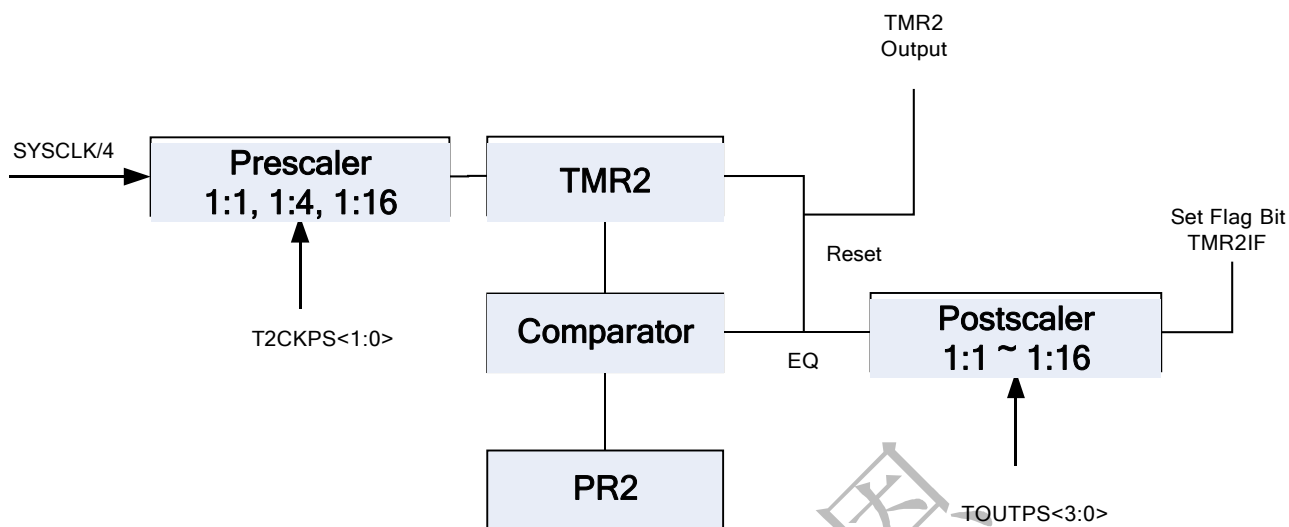 TMR2
Output
SYSCLK/4
Prescaler
1:1, 1:4, 1:16
TMR2
Set Flag Bit
TMR2IF
Reset
T2CKPS<1:0>
Comparator
EQ
Postscaler
1:1 ~ 1:16
PR2
TOUTPS<3:0>